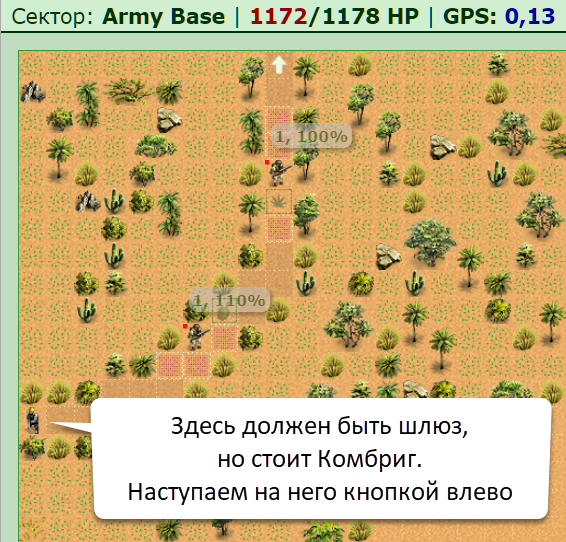 Сектор: Army Base | 1172/1178 HP | GPS: 0,13
1, 100%
1, 110%
Здесь должен быть шлюз,
но стоит Комбриг.
Наступаем на него кнопкой влево